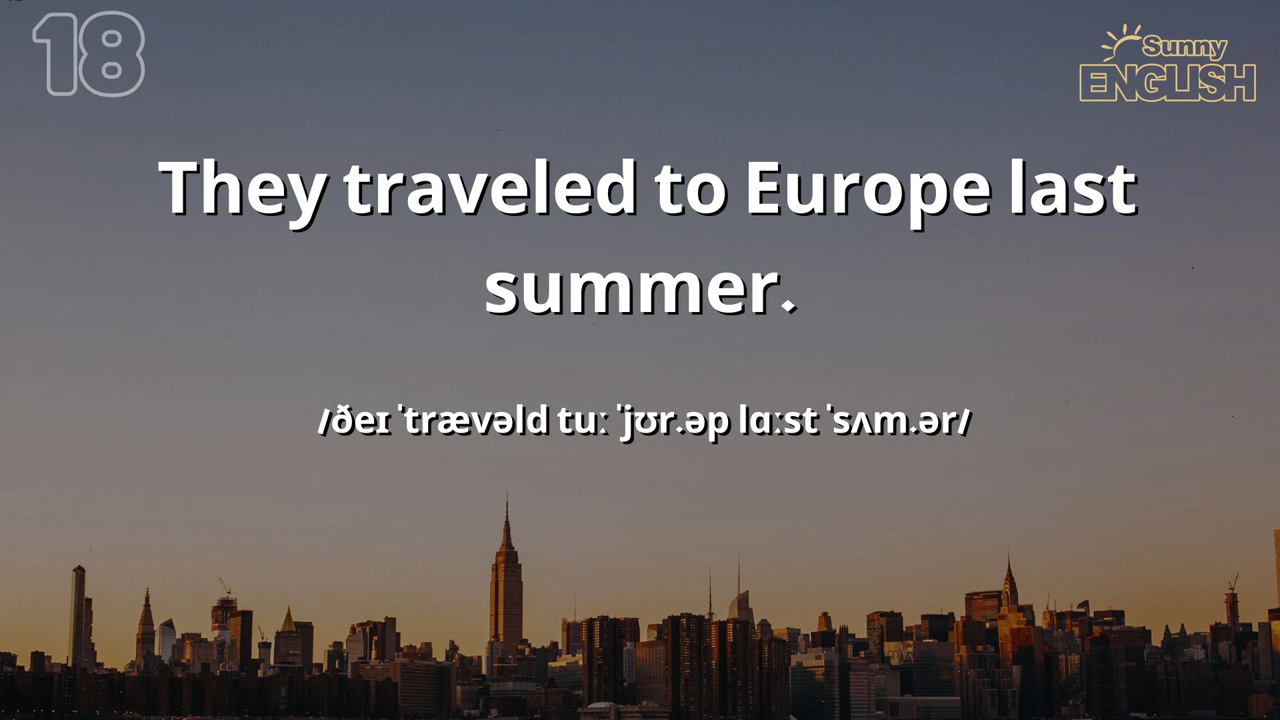 18
Sunny
ENGLISH
They traveled to Europe last
summer.
/ðeɪ ˈtrævəld tuː ˈjʊr.əp lɑːst ˈsʌm.ər/